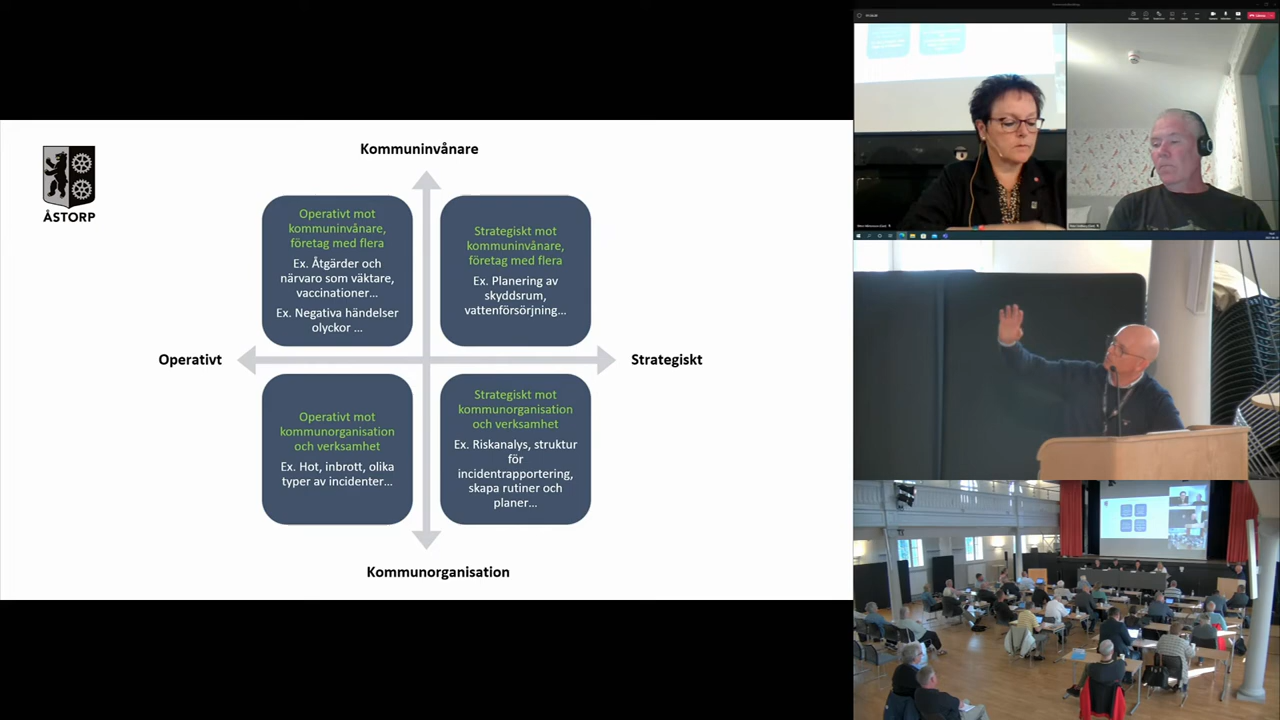 ÅSTORP
Kommuninvånare
Operativt mot
kommuninvånare,
företag med flera
Ex. Åtgärder och
närvaro som väktare,
vaccinationer...
Ex. Negativa händelser
olyckor ...
Strategiskt mot
kommuninvånare,
företag med flera
Ex. Planering av
skyddsrum,
vattenförsörjning...
Operativt
Strategiskt
Operativt mot
kommunorganisation
och verksamhet
Ex. Hot, inbrott, olika
typer av incidenter...
Strategiskt mot
kommunorganisation
och verksamhet
Ex. Riskanalys, struktur
för
incidentrapportering,
skapa rutiner och
planer...
Kommunorganisation